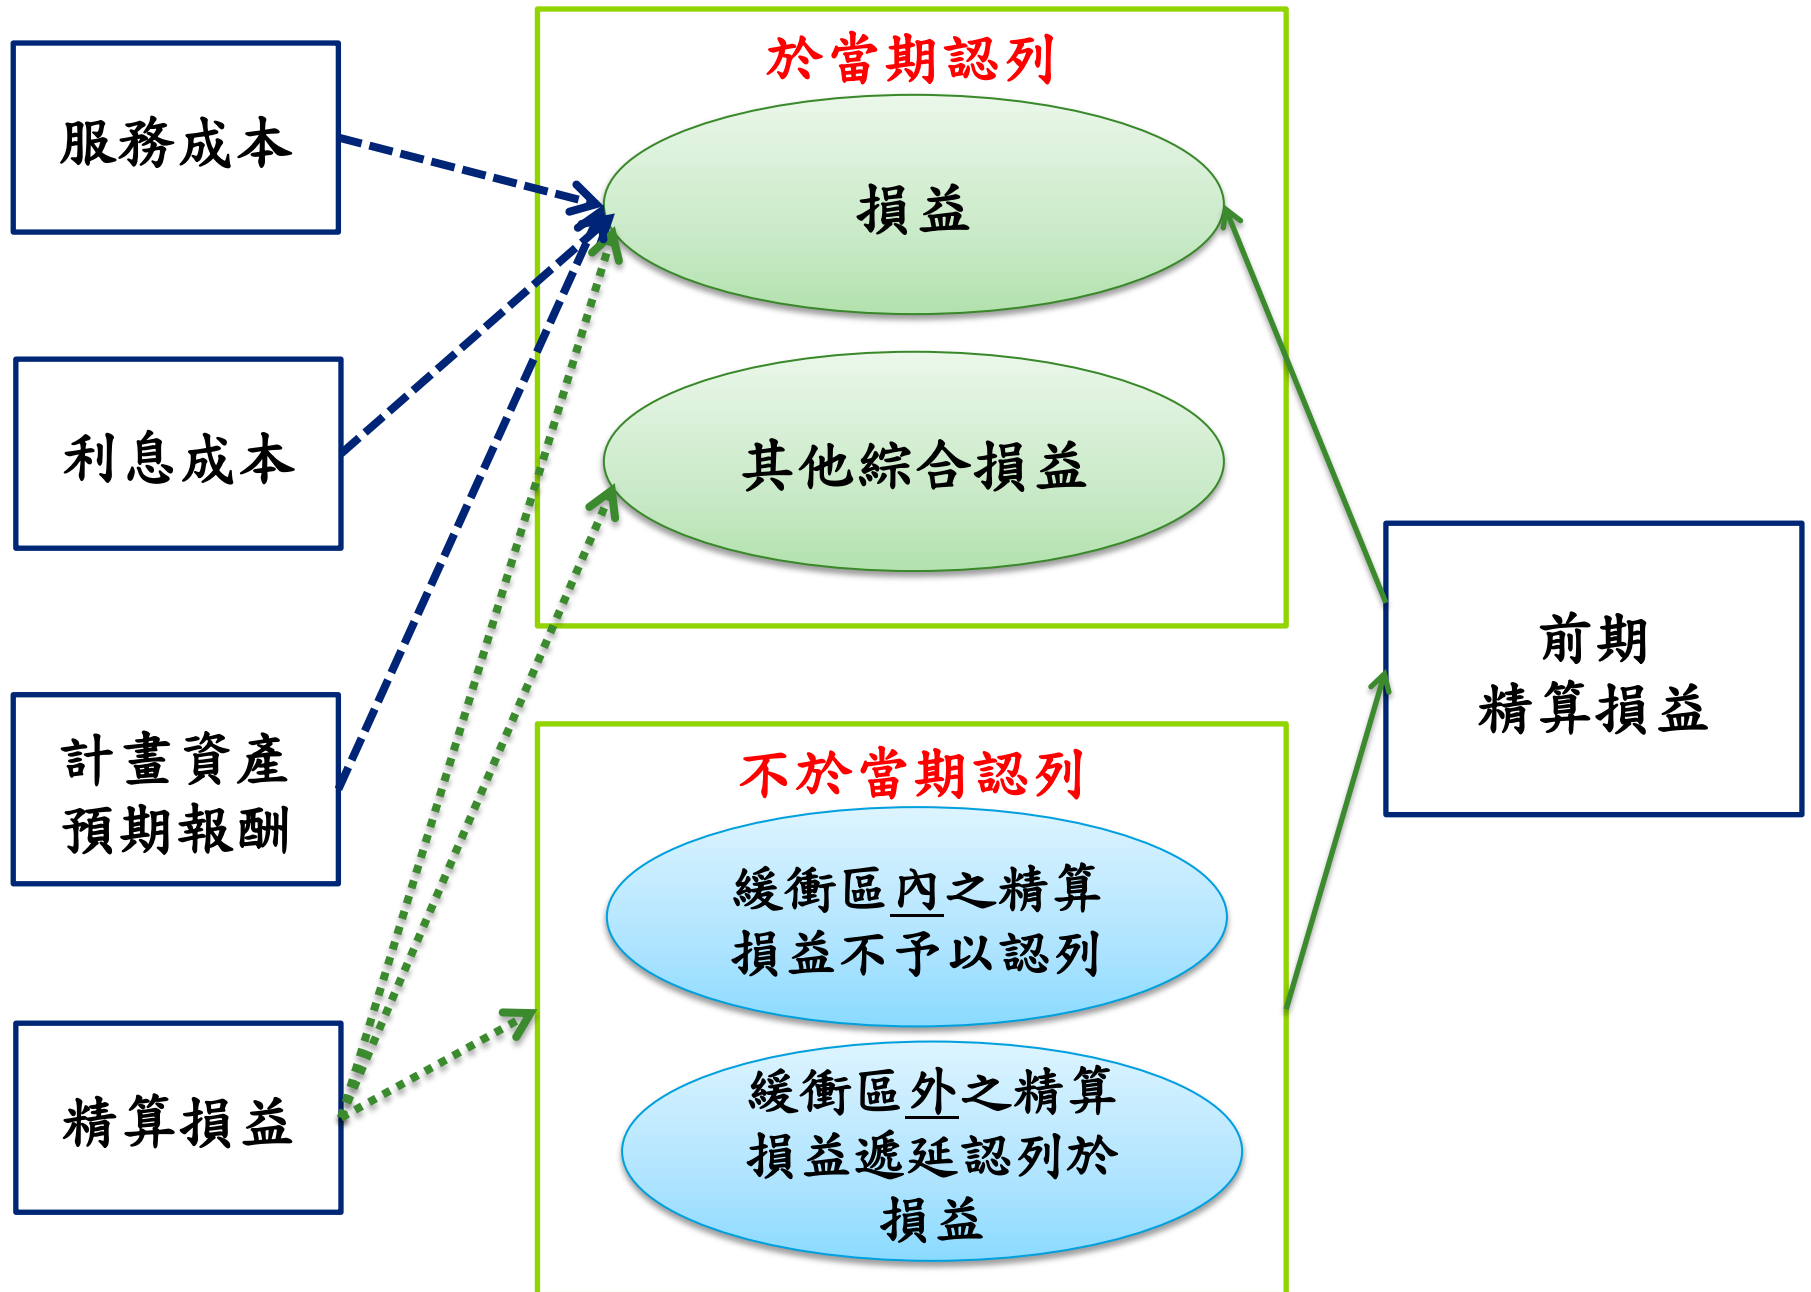 服務成本
利息成本
計畫資產
預期報酬
精算損益
於當期認列
損益
其他綜合損益
不於當期認列
緩衝區內之精算
損益不予以認列
緩衝區外之精算
損益遞延認列於
損益
前期
精算損益